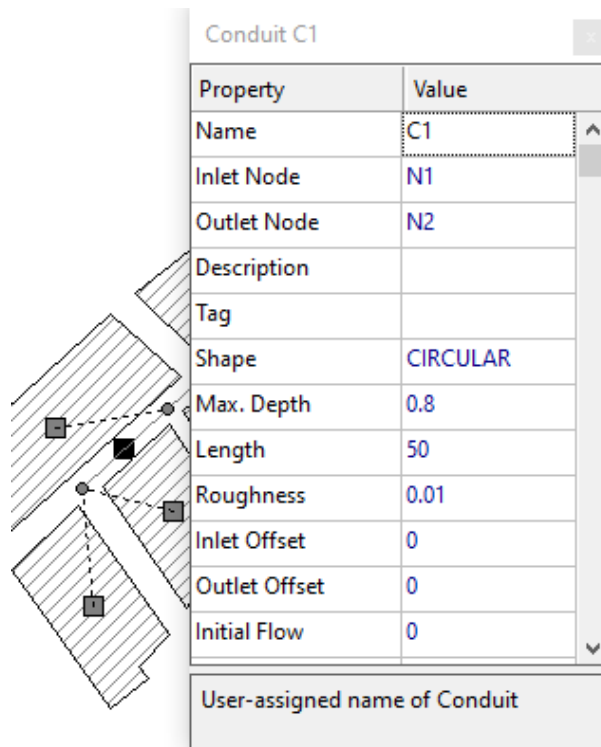 Conduit C1
x
Property Value
Name C1
Inlet Node N1
Outlet Node N2
Description
Tag
Shape CIRCULAR
Max. Depth 0.8
Length 50
Roughness 0.01
Inlet Offset 0
Outlet Offset 0
Initial Flow 0
User-assigned name of Conduit